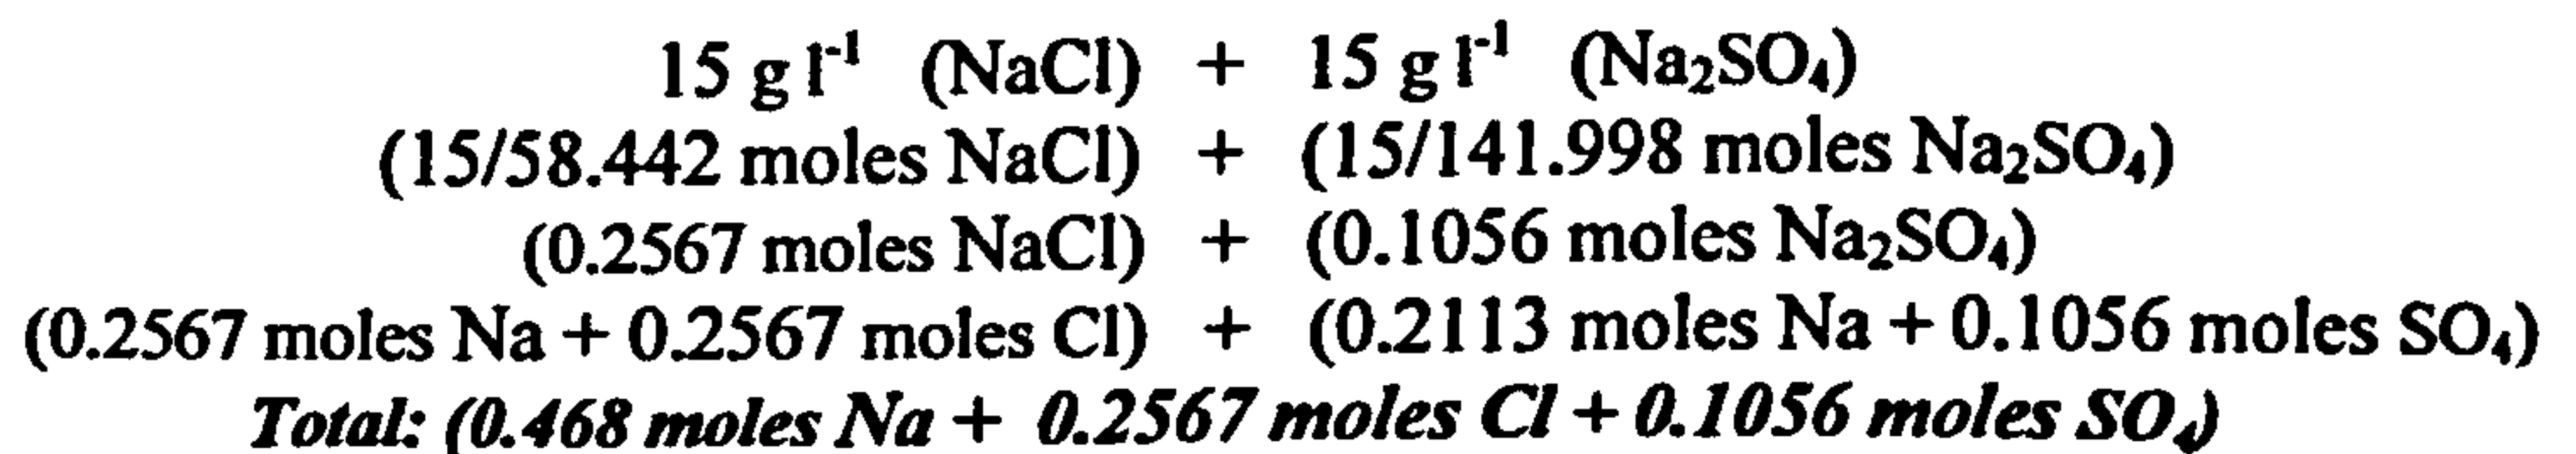 15 g l⁻¹ (NaCl) + 15 g l⁻¹ (Na₂SO₄)
(15/58.442 moles NaCl) + (15/141.998 moles Na₂SO₄)
(0.2567 moles NaCl) + (0.1056 moles Na₂SO₄)
(0.2567 moles Na + 0.2567 moles Cl) + (0.2113 moles Na + 0.1056 moles SO₄)
Total: (0.468 moles Na + 0.2567 moles Cl + 0.1056 moles SO₄)